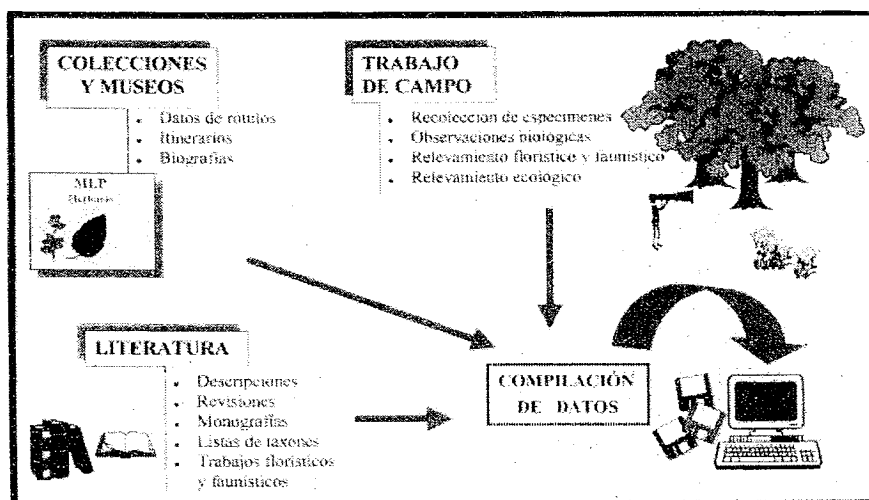 COLECCIONES
Y MUSEOS
Datos de rótulos
Itinerarios
Biografías
MLP
TRABAJO
DE CAMPO
Recolección de especímenes
Observaciones biológicas
Relevamiento florístico y faunístico
Relevamiento ecológico
LITERATURA
Descripciones
Revisiones
Monografías
Listas de taxones
Trabajos florísticos
y faunísticos
COMPILACIÓN
DE DATOS